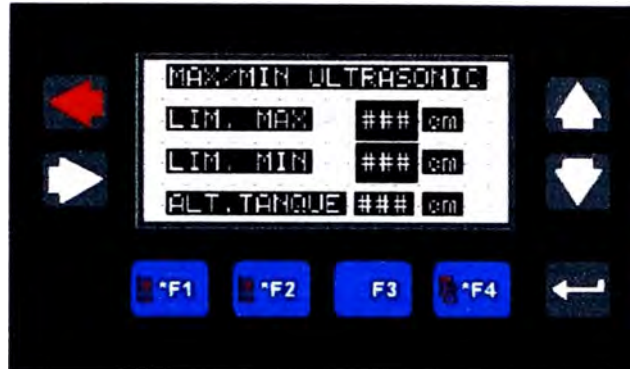 MAX/MIN ULTRASONIC
LIM. MAX ### cm
LIM. MIN ### cm
ALT.TANQUE ### cm
*F1 *F2 F3 *F4